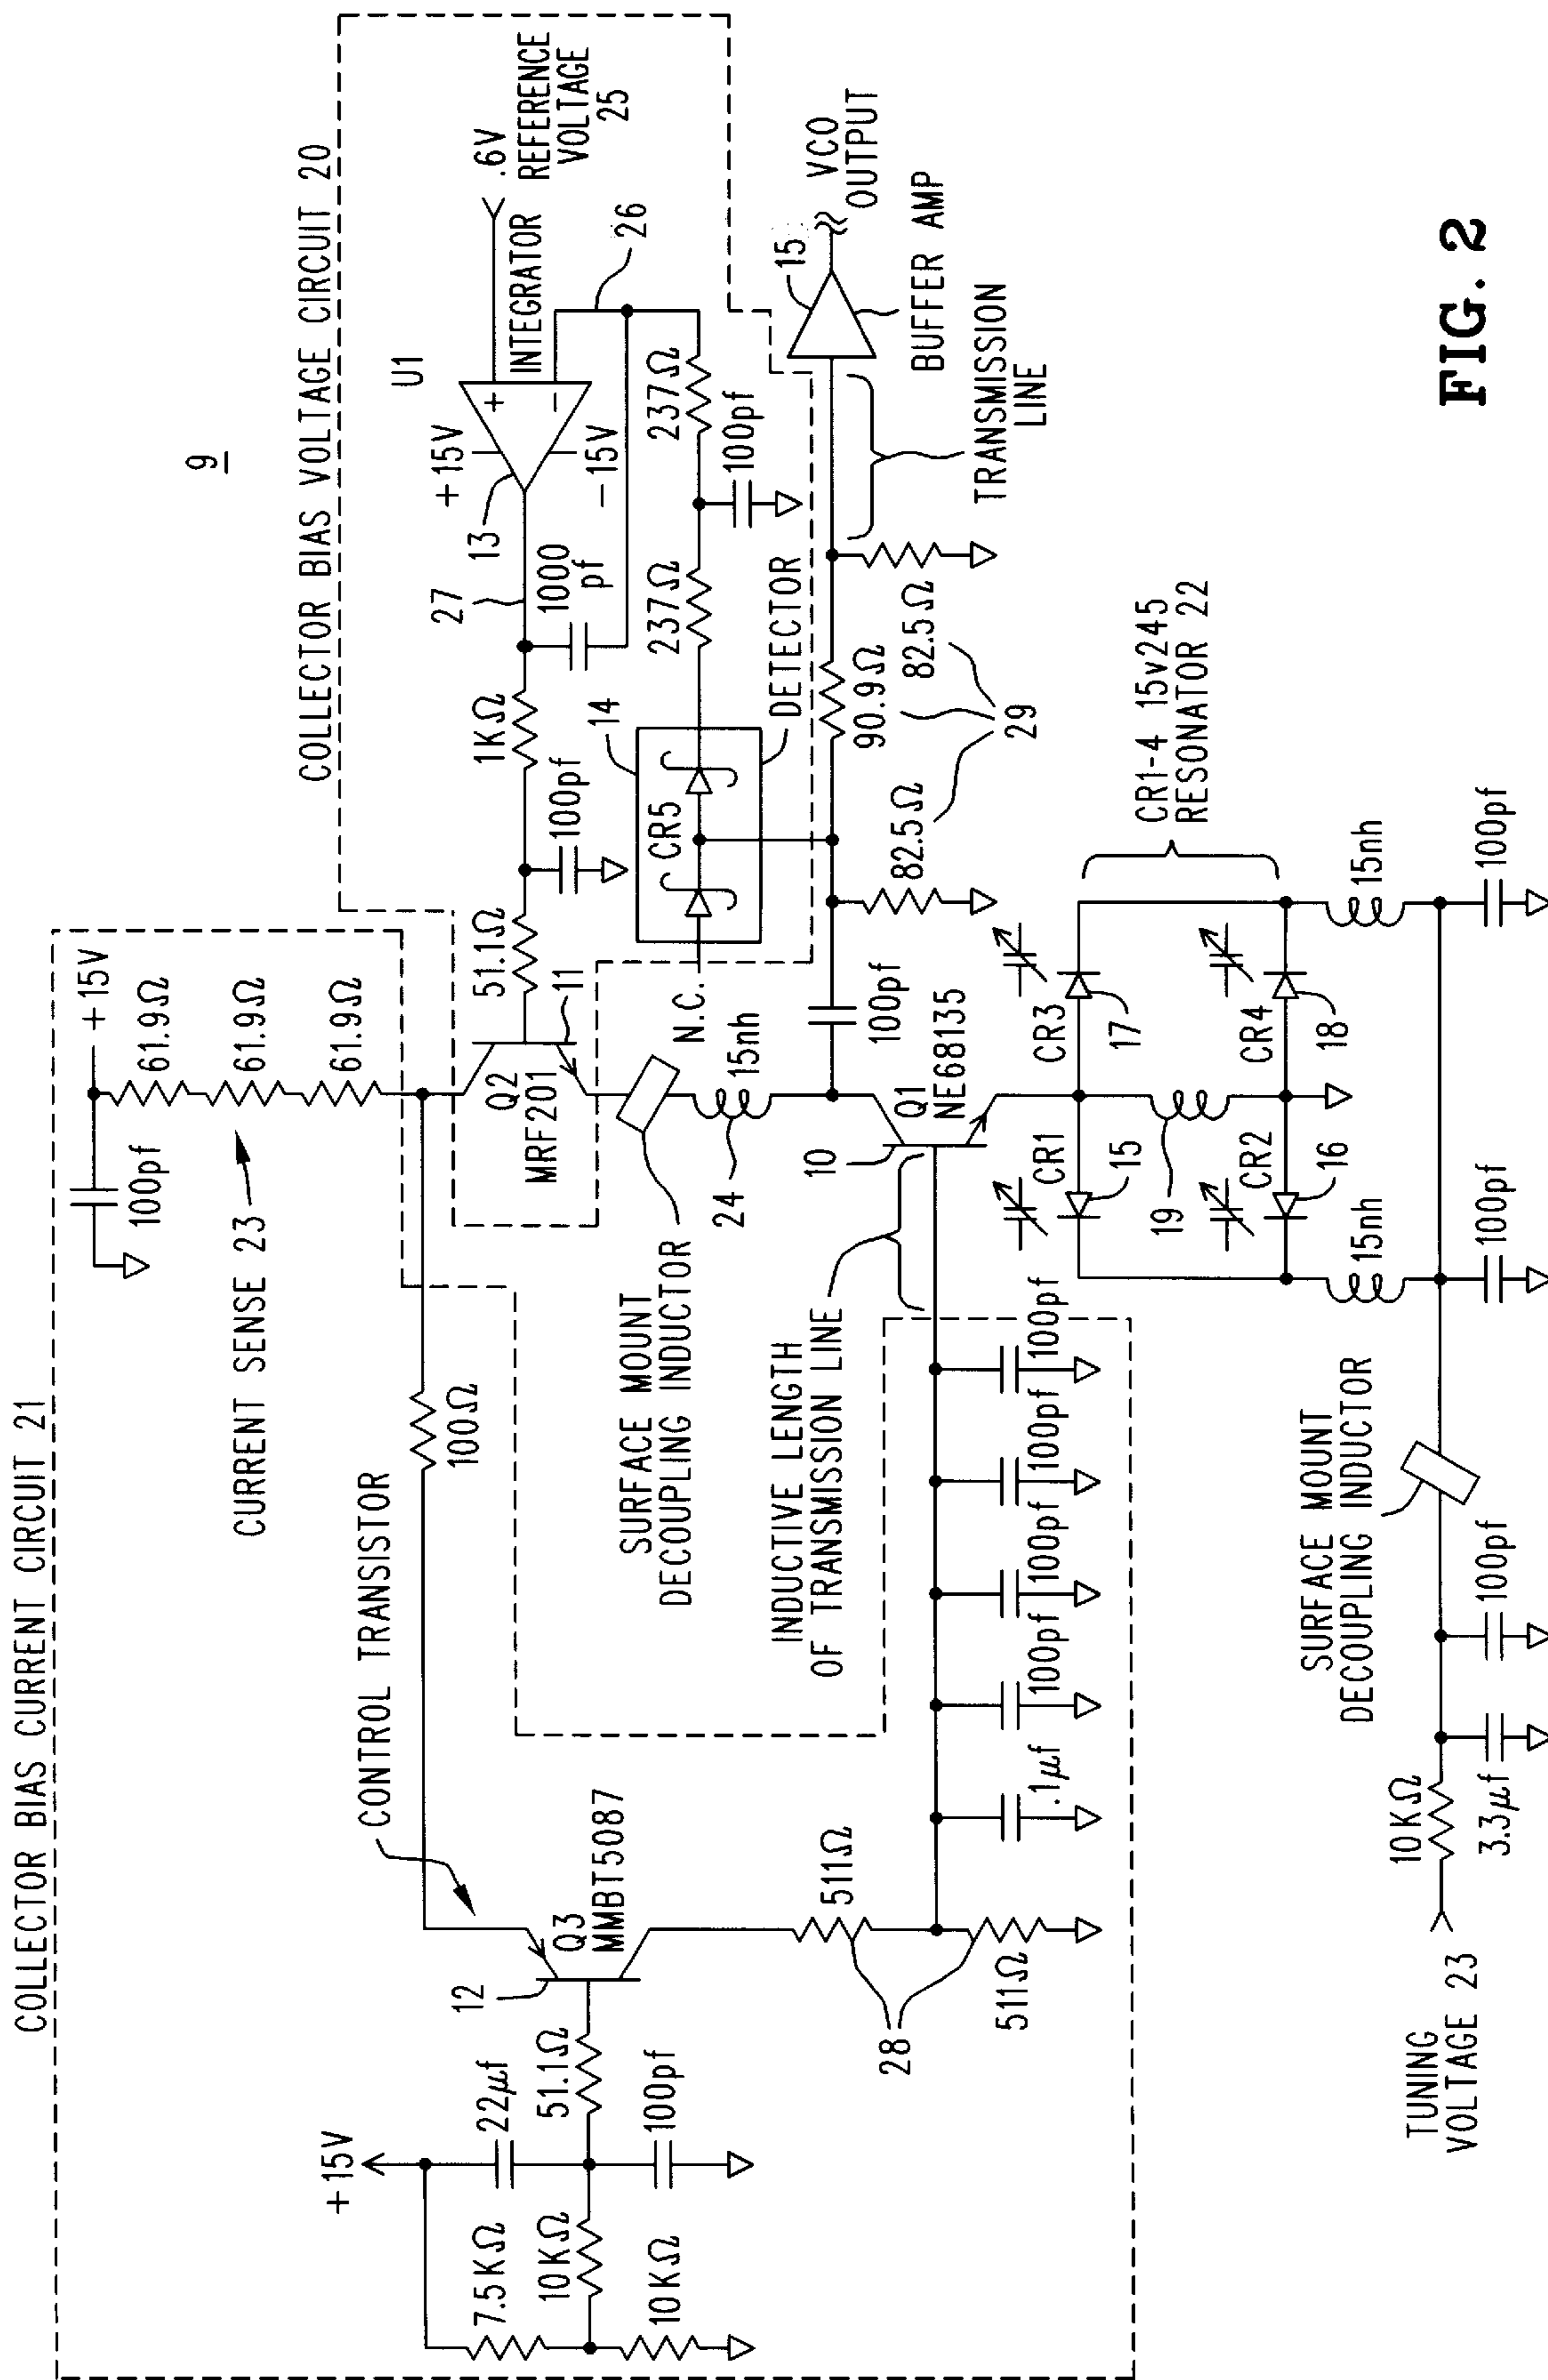 9
COLLECTOR BIAS CURRENT CIRCUIT 21
+15V
7.5KΩ
10KΩ
10KΩ
22µf
51.1Ω
100pf
12
Q3
MMBT5087
CONTROL TRANSISTOR
100Ω
511Ω
28
511Ω
.1µf
100pf
100pf
100pf
100pf
INDUCTIVE LENGTH
OF TRANSMISSION LINE
CURRENT SENSE 23
100pf
+15V
61.9Ω
61.9Ω
61.9Ω
COLLECTOR BIAS VOLTAGE CIRCUIT 20
Q2
MRF201
11
51.1Ω
100pf
1KΩ
1000
pf
27
13
+15V
-15V
U1
+
-
INTEGRATOR
.6V
REFERENCE
VOLTAGE
25
26
237Ω
237Ω
100pf
14
CR5
DETECTOR
N.C.
SURFACE MOUNT
DECOUPLING INDUCTOR
15nh
24
100pf
10
Q1
NE68135
82.5Ω
90.9Ω
82.5Ω
29
TRANSMISSION
LINE
BUFFER AMP
15
VCO
OUTPUT
CR1
15
CR3
17
19
CR2
16
CR4
18
CR1-4 15v245
RESONATOR 22
15nh
15nh
100pf
100pf
SURFACE MOUNT
DECOUPLING INDUCTOR
100pf
3.3µf
10KΩ
TUNING
VOLTAGE 23
FIG. 2